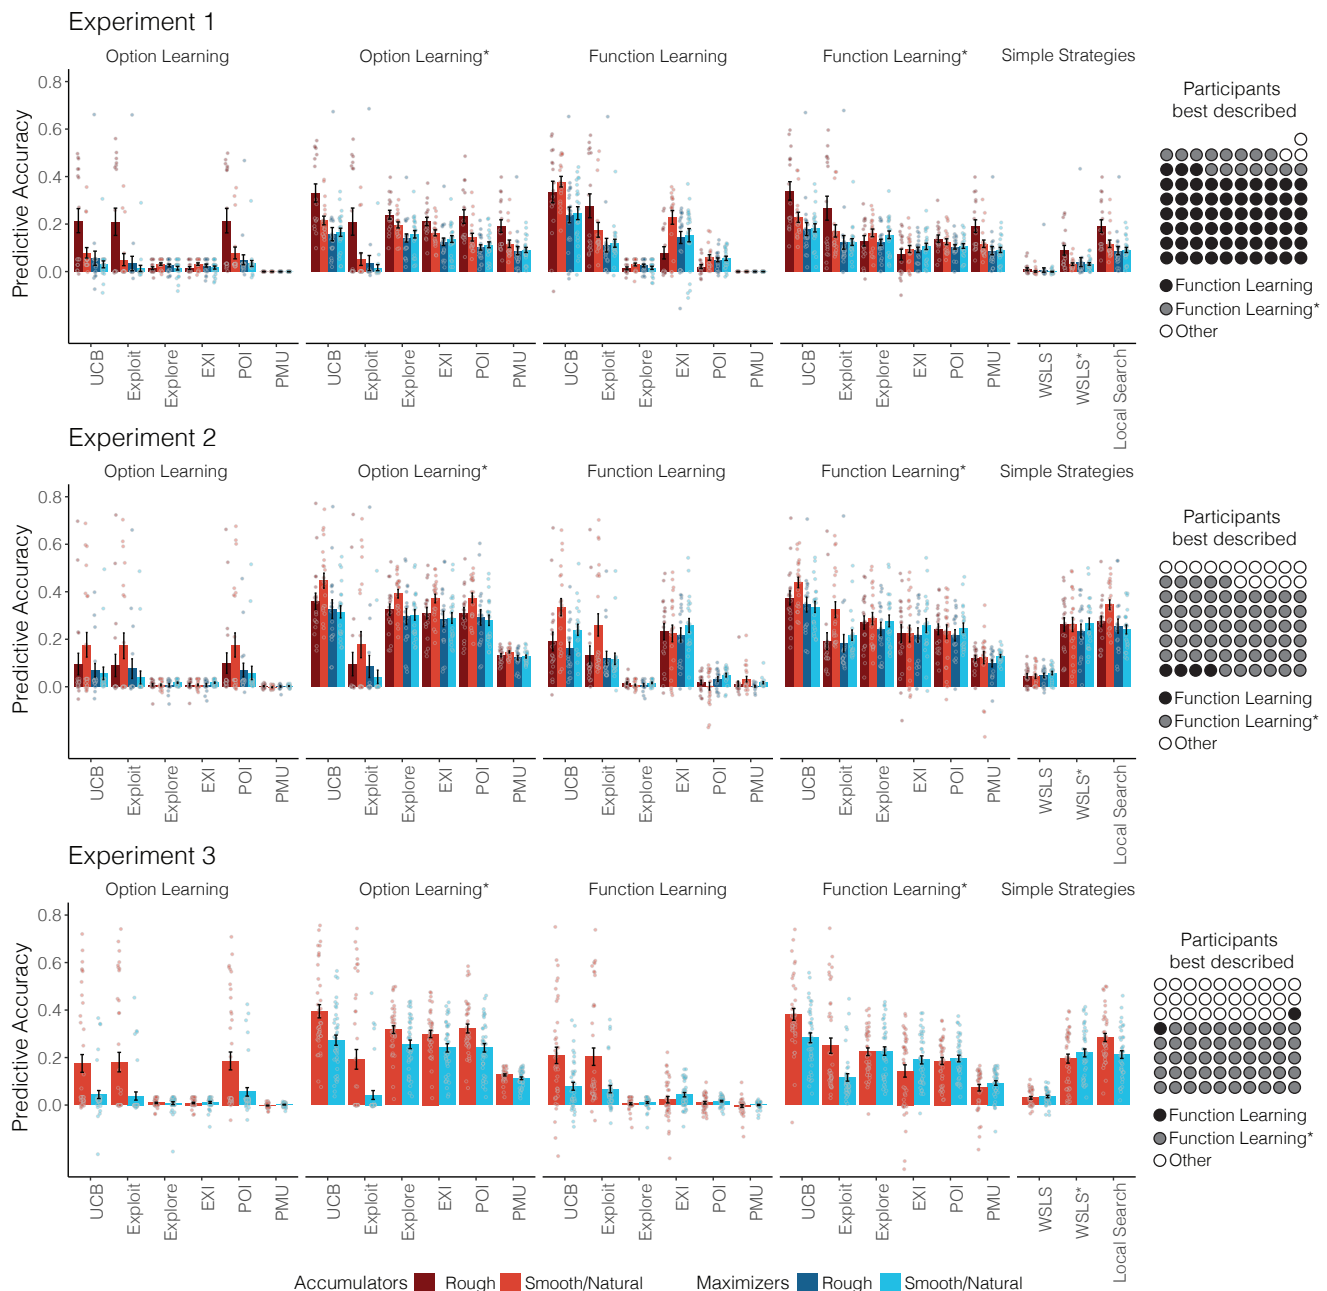 Experiment 1
Option Learning
Option Learning*
Function Learning
Function Learning*
Simple Strategies
Predictive Accuracy
0.8
0.6
0.4
0.2
0.0
UCB
Exploit
Explore
EXI
POI
PMU
UCB
Exploit
Explore
EXI
POI
PMU
UCB
Exploit
Explore
EXI
POI
PMU
UCB
Exploit
Explore
EXI
POI
PMU
WSLS
WSLS*
Local Search
Participants
best described
Function Learning
Function Learning*
Other
Experiment 2
Option Learning
Option Learning*
Function Learning
Function Learning*
Simple Strategies
Predictive Accuracy
0.8
0.6
0.4
0.2
0.0
UCB
Exploit
Explore
EXI
POI
PMU
UCB
Exploit
Explore
EXI
POI
PMU
UCB
Exploit
Explore
EXI
POI
PMU
UCB
Exploit
Explore
EXI
POI
PMU
WSLS
WSLS*
Local Search
Participants
best described
Function Learning
Function Learning*
Other
Experiment 3
Option Learning
Option Learning*
Function Learning
Function Learning*
Simple Strategies
Predictive Accuracy
0.8
0.6
0.4
0.2
0.0
UCB
Exploit
Explore
EXI
POI
PMU
UCB
Exploit
Explore
EXI
POI
PMU
UCB
Exploit
Explore
EXI
POI
PMU
UCB
Exploit
Explore
EXI
POI
PMU
WSLS
WSLS*
Local Search
Participants
best described
Function Learning
Function Learning*
Other
Accumulators Rough Smooth/Natural Maximizers Rough Smooth/Natural